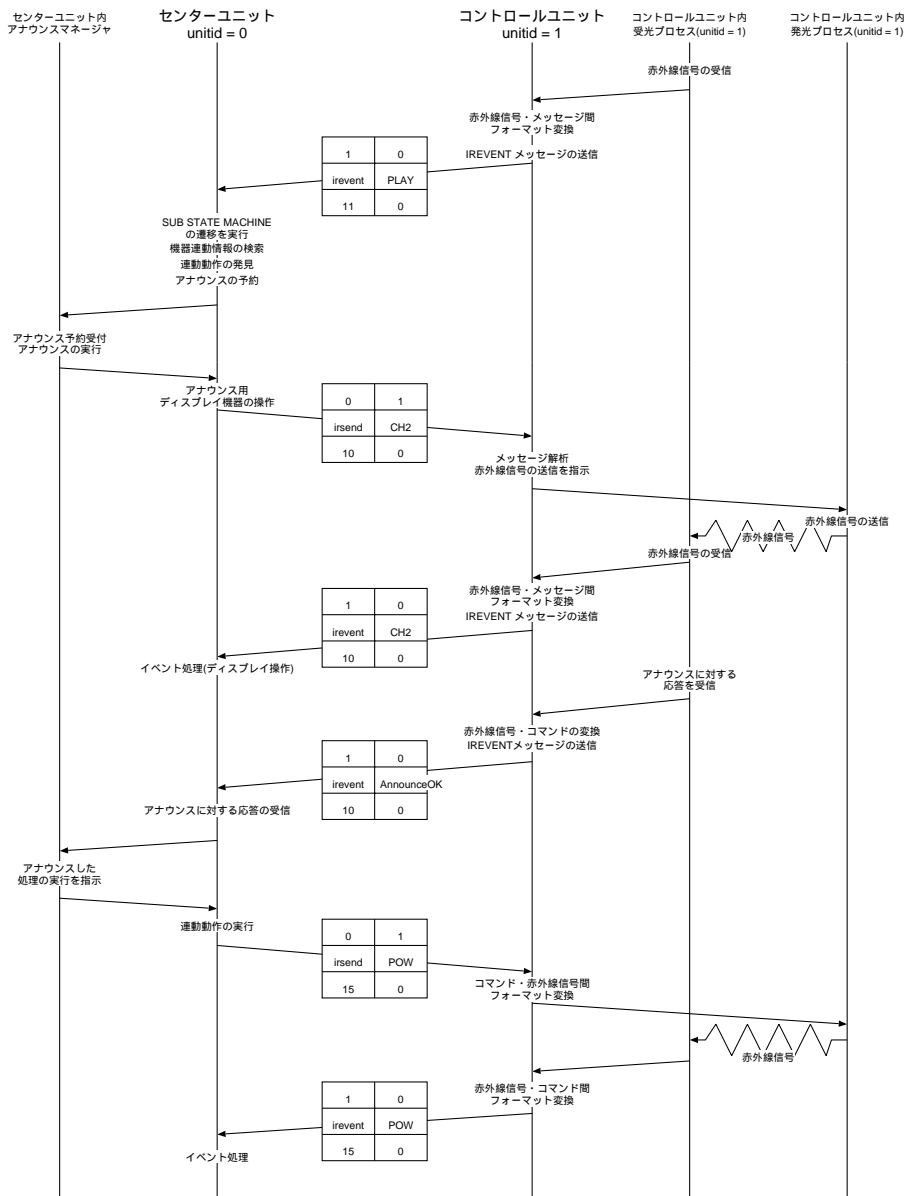 センターユニット内
アナウンスマネージャ
センターユニット
unitid = 0
コントロールユニット
unitid = 1
コントロールユニット内
受光プロセス(unitid = 1)
コントロールユニット内
発光プロセス(unitid = 1)
赤外線信号の受信
赤外線信号・メッセージ間
フォーマット変換
IREVENT メッセージの送信
1 0
irevent PLAY
11 0
SUB STATE MACHINE
の遷移を実行
機器連動情報の検索
連動動作の発見
アナウンスの予約
アナウンス予約受付
アナウンスの実行
アナウンス用
ディスプレイ機器の操作
0 1
irsend CH2
10 0
メッセージ解析
赤外線信号の送信を指示
赤外線信号の送信
赤外線信号
赤外線信号の受信
赤外線信号・メッセージ間
フォーマット変換
IREVENT メッセージの送信
1 0
irevent CH2
10 0
イベント処理(ディスプレイ操作)
アナウンスに対する
応答を受信
赤外線信号・コマンドの変換
IREVENTメッセージの送信
1 0
irevent AnnounceOK
10 0
アナウンスに対する応答の受信
アナウンスした
処理の実行を指示
連動動作の実行
0 1
irsend POW
15 0
コマンド・赤外線信号間
フォーマット変換
赤外線信号
赤外線信号・コマンド間
フォーマット変換
1 0
irevent POW
15 0
イベント処理